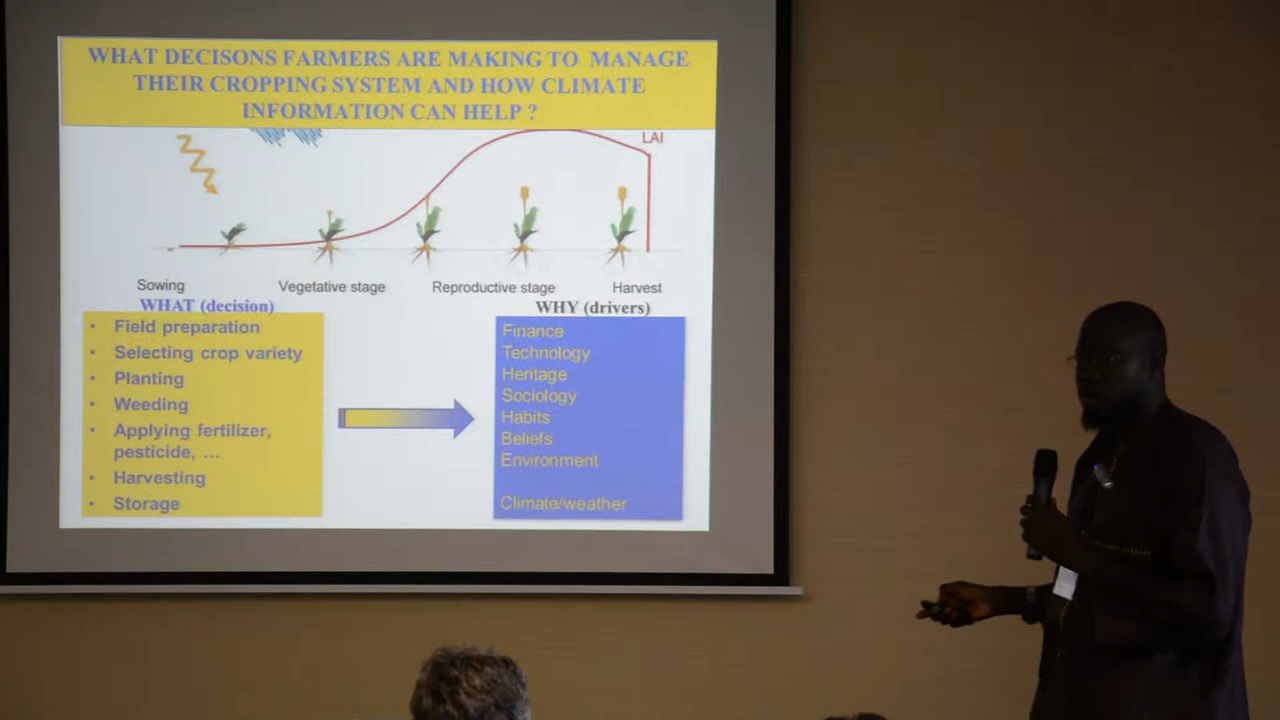 WHAT DECISONS FARMERS ARE MAKING TO MANAGE
THEIR CROPPING SYSTEM AND HOW CLIMATE
INFORMATION CAN HELP ?
LAI
Sowing
Vegetative stage
Reproductive stage
Harvest
WHAT (decision)
• Field preparation
• Selecting crop variety
• Planting
• Weeding
• Applying fertilizer,
pesticide, …
• Harvesting
• Storage
WHY (drivers)
Finance
Technology
Heritage
Sociology
Habits
Beliefs
Environment
Climate/weather